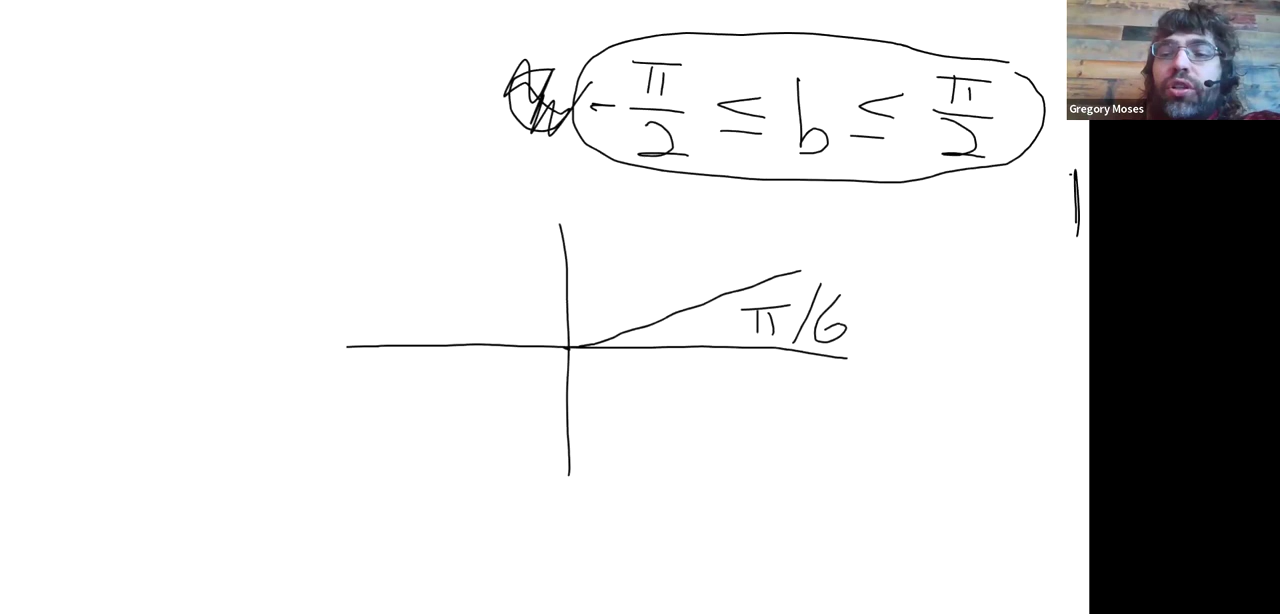 -π/2 ≤ b ≤ π/2
Gregory Moses
π/6